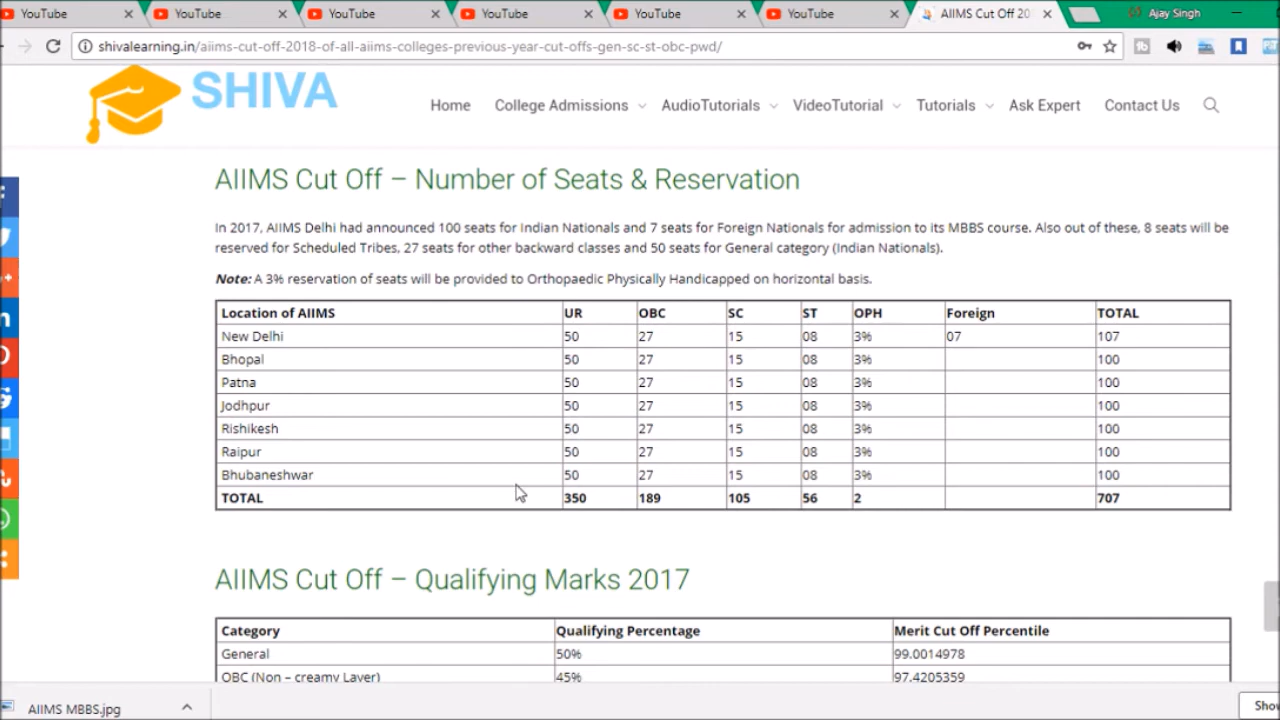 YouTube YouTube YouTube YouTube YouTube YouTube AIIMS Cut Off 20 Ajay Singh
shivalearning.in/aiims-cut-off-2018-of-all-aiims-colleges-previous-year-cut-offs-gen-sc-st-obc-pwd/
SHIVA
Home College Admissions AudioTutorials VideoTutorial Tutorials Ask Expert Contact Us
AIIMS Cut Off – Number of Seats & Reservation
In 2017, AIIMS Delhi had announced 100 seats for Indian Nationals and 7 seats for Foreign Nationals for admission to its MBBS course. Also out of these, 8 seats will be
reserved for Scheduled Tribes, 27 seats for other backward classes and 50 seats for General category (Indian Nationals).
Note: A 3% reservation of seats will be provided to Orthopaedic Physically Handicapped on horizontal basis.
Location of AIIMS UR OBC SC ST OPH Foreign TOTAL
New Delhi 50 27 15 08 3% 07 107
Bhopal 50 27 15 08 3% 100
Patna 50 27 15 08 3% 100
Jodhpur 50 27 15 08 3% 100
Rishikesh 50 27 15 08 3% 100
Raipur 50 27 15 08 3% 100
Bhubaneshwar 50 27 15 08 3% 100
TOTAL 350 189 105 56 2 707
AIIMS Cut Off – Qualifying Marks 2017
Category Qualifying Percentage Merit Cut Off Percentile
General 50% 99.0014978
OBC (Non – creamy Layer) 45% 97.4205359
AIIMS MBBS.jpg Sho